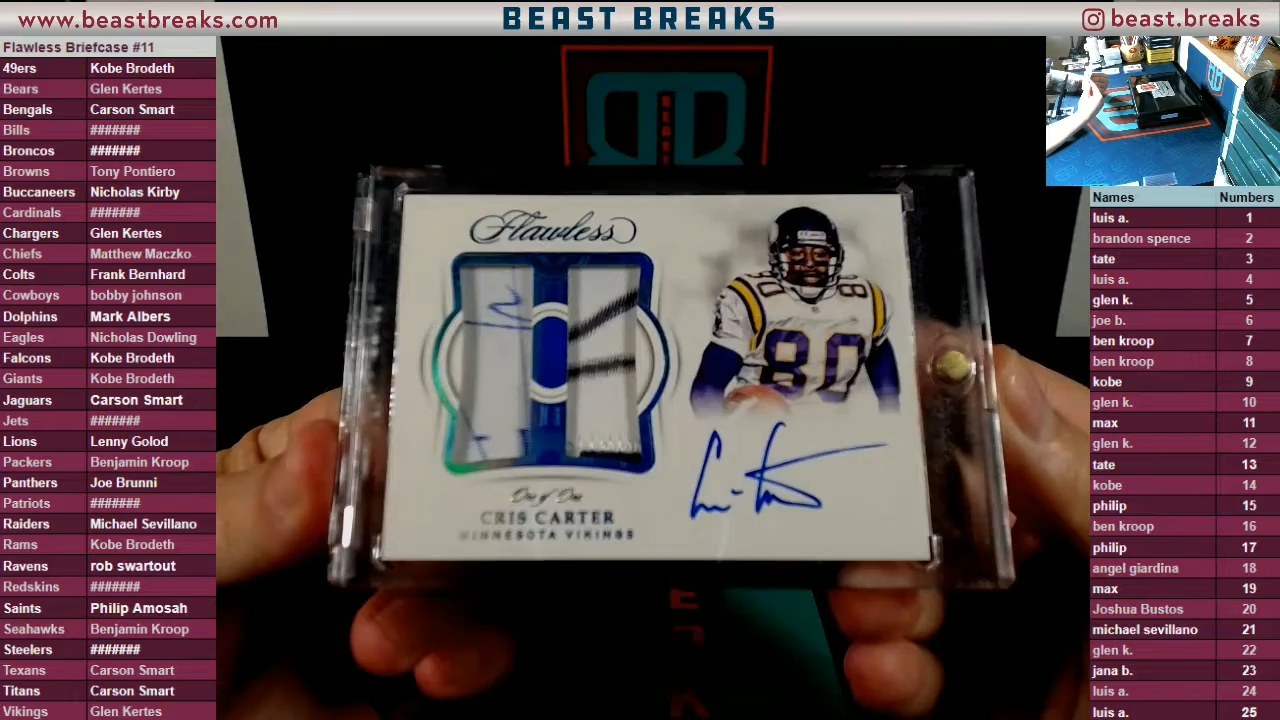 www.beastbreaks.com
BEAST BREAKS
beast.breaks
Flawless Briefcase #11
49ers Kobe Brodeth
Bears Glen Kertes
Bengals Carson Smart
Bills #######
Broncos #######
Browns Tony Pontiero
Buccaneers Nicholas Kirby
Cardinals #######
Chargers Glen Kertes
Chiefs Matthew Maczko
Colts Frank Bernhard
Cowboys bobby johnson
Dolphins Mark Albers
Eagles Nicholas Dowling
Falcons Kobe Brodeth
Giants Kobe Brodeth
Jaguars Carson Smart
Jets #######
Lions Lenny Golod
Packers Benjamin Kroop
Panthers Joe Brunni
Patriots #######
Raiders Michael Sevillano
Rams Kobe Brodeth
Ravens rob swartout
Redskins #######
Saints Philip Amosah
Seahawks Benjamin Kroop
Steelers #######
Texans Carson Smart
Titans Carson Smart
Vikings Glen Kertes
Flawless
80
80
One of One
CRIS CARTER
MINNESOTA VIKINGS
Names Numbers
luis a. 1
brandon spence 2
tate 3
luis a. 4
glen k. 5
joe b. 6
ben kroop 7
ben kroop 8
kobe 9
glen k. 10
max 11
glen k. 12
tate 13
kobe 14
philip 15
ben kroop 16
philip 17
angel giardina 18
max 19
Joshua Bustos 20
michael sevillano 21
glen k. 22
jana b. 23
luis a. 24
luis a. 25